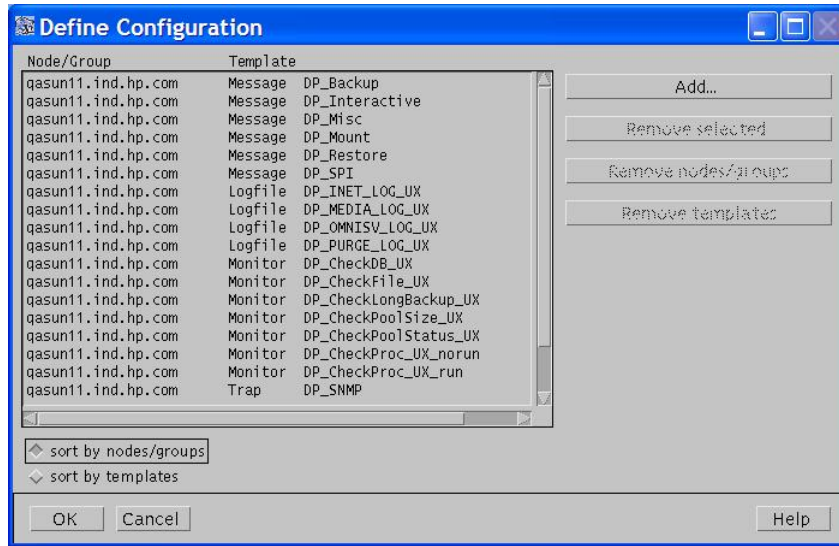 Define Configuration
Node/Group Template
qasun11.ind.hp.com Message DP_Backup
qasun11.ind.hp.com Message DP_Interactive
qasun11.ind.hp.com Message DP_Misc
qasun11.ind.hp.com Message DP_Mount
qasun11.ind.hp.com Message DP_Restore
qasun11.ind.hp.com Message DP_SPI
qasun11.ind.hp.com Logfile DP_INET_LOG_UX
qasun11.ind.hp.com Logfile DP_MEDIA_LOG_UX
qasun11.ind.hp.com Logfile DP_OMNISV_LOG_UX
qasun11.ind.hp.com Logfile DP_PURGE_LOG_UX
qasun11.ind.hp.com Monitor DP_CheckDB_UX
qasun11.ind.hp.com Monitor DP_CheckFile_UX
qasun11.ind.hp.com Monitor DP_CheckLongBackup_UX
qasun11.ind.hp.com Monitor DP_CheckPoolSize_UX
qasun11.ind.hp.com Monitor DP_CheckPoolStatus_UX
qasun11.ind.hp.com Monitor DP_CheckProc_UX_norun
qasun11.ind.hp.com Monitor DP_CheckProc_UX_run
qasun11.ind.hp.com Trap DP_SNMP
Add...
Remove selected
Remove nodes/groups
Remove templates
sort by nodes/groups
sort by templates
OK Cancel Help